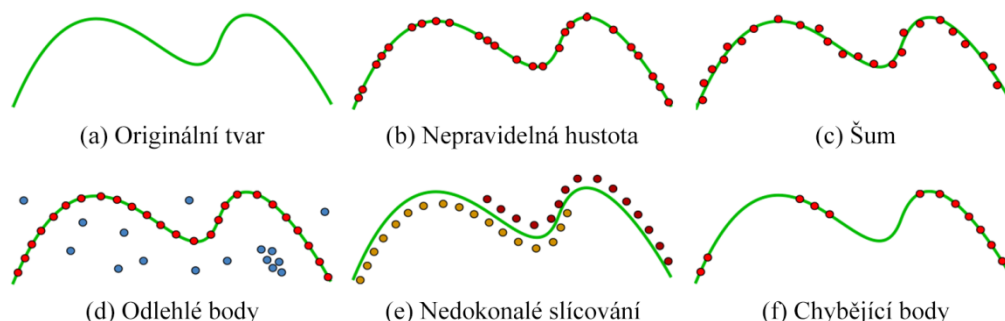 (a) Originální tvar
(b) Nepravidelná hustota
(c) Šum
(d) Odlehlé body
(e) Nedokonalé slícování
(f) Chybějící body